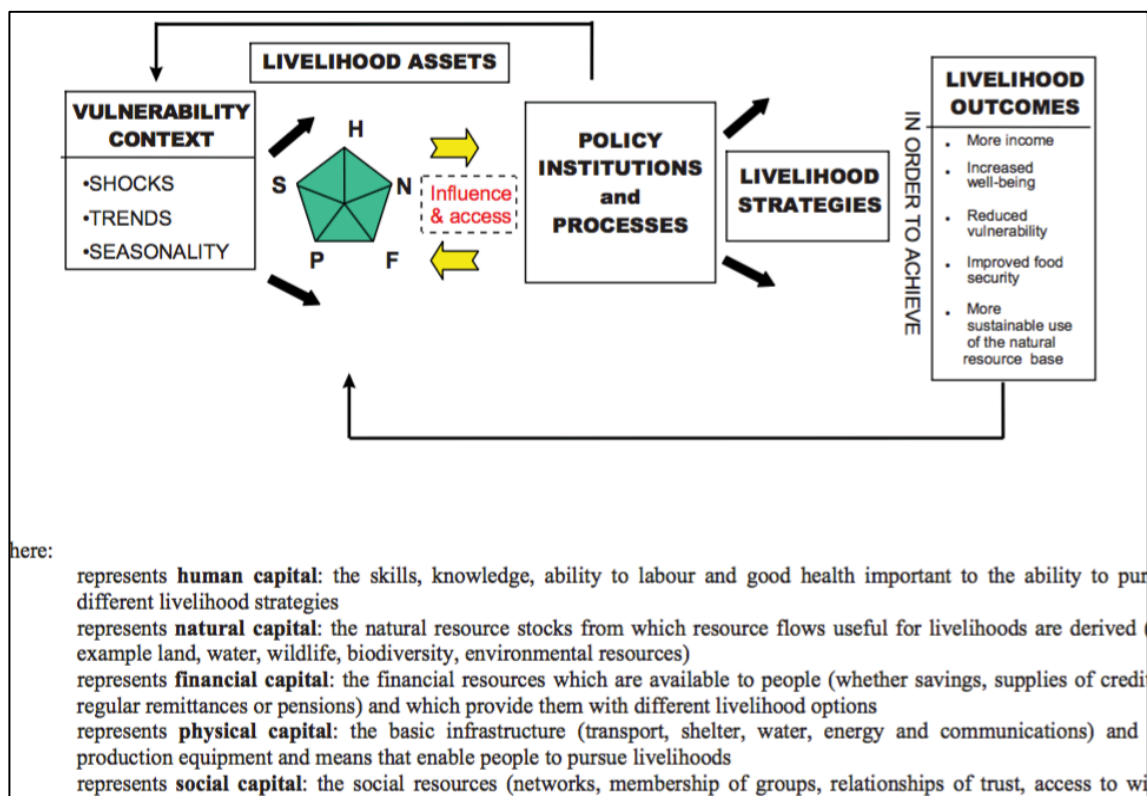 LIVELIHOOD ASSETS
VULNERABILITY
CONTEXT
•SHOCKS
•TRENDS
•SEASONALITY
H
S
N
P
F
Influence
& access
POLICY
INSTITUTIONS
and
PROCESSES
LIVELIHOOD
STRATEGIES
IN ORDER TO ACHIEVE
LIVELIHOOD
OUTCOMES
• More income
• Increased
well-being
• Reduced
vulnerability
• Improved food
security
• More
sustainable use
of the natural
resource base
here:
represents human capital: the skills, knowledge, ability to labour and good health important to the ability to pur
different livelihood strategies
represents natural capital: the natural resource stocks from which resource flows useful for livelihoods are derived (
example land, water, wildlife, biodiversity, environmental resources)
represents financial capital: the financial resources which are available to people (whether savings, supplies of credi
regular remittances or pensions) and which provide them with different livelihood options
represents physical capital: the basic infrastructure (transport, shelter, water, energy and communications) and
production equipment and means that enable people to pursue livelihoods
represents social capital: the social resources (networks, membership of groups, relationships of trust, access to wi